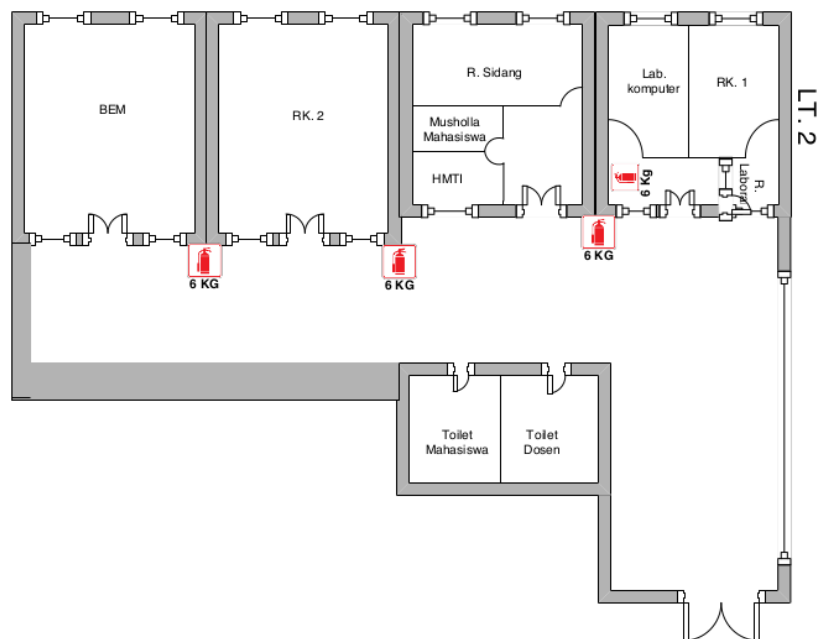 BEM
RK. 2
R. Sidang
Musholla
Mahasiswa
HMTI
Lab.
komputer
RK. 1
R.
6 Kg
6 KG
6 KG
6 KG
Toilet
Mahasiswa
Toilet
Dosen
LT. 2